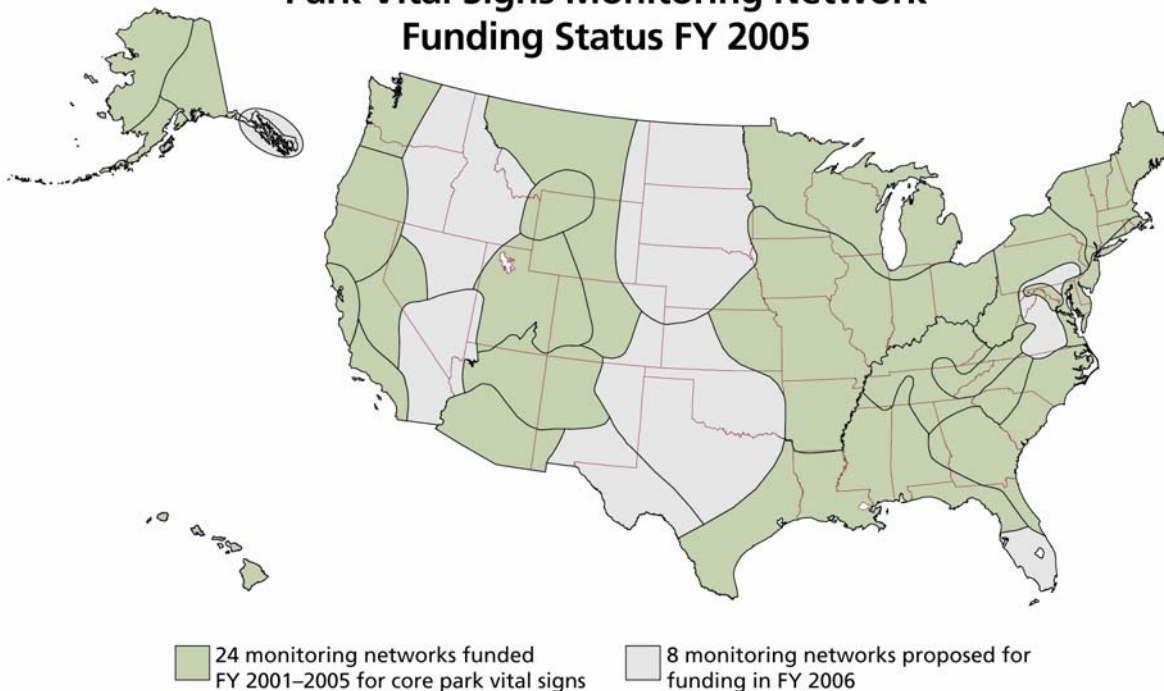 Park Vital Signs Monitoring Network
Funding Status FY 2005
24 monitoring networks funded
FY 2001–2005 for core park vital signs
8 monitoring networks proposed for
funding in FY 2006